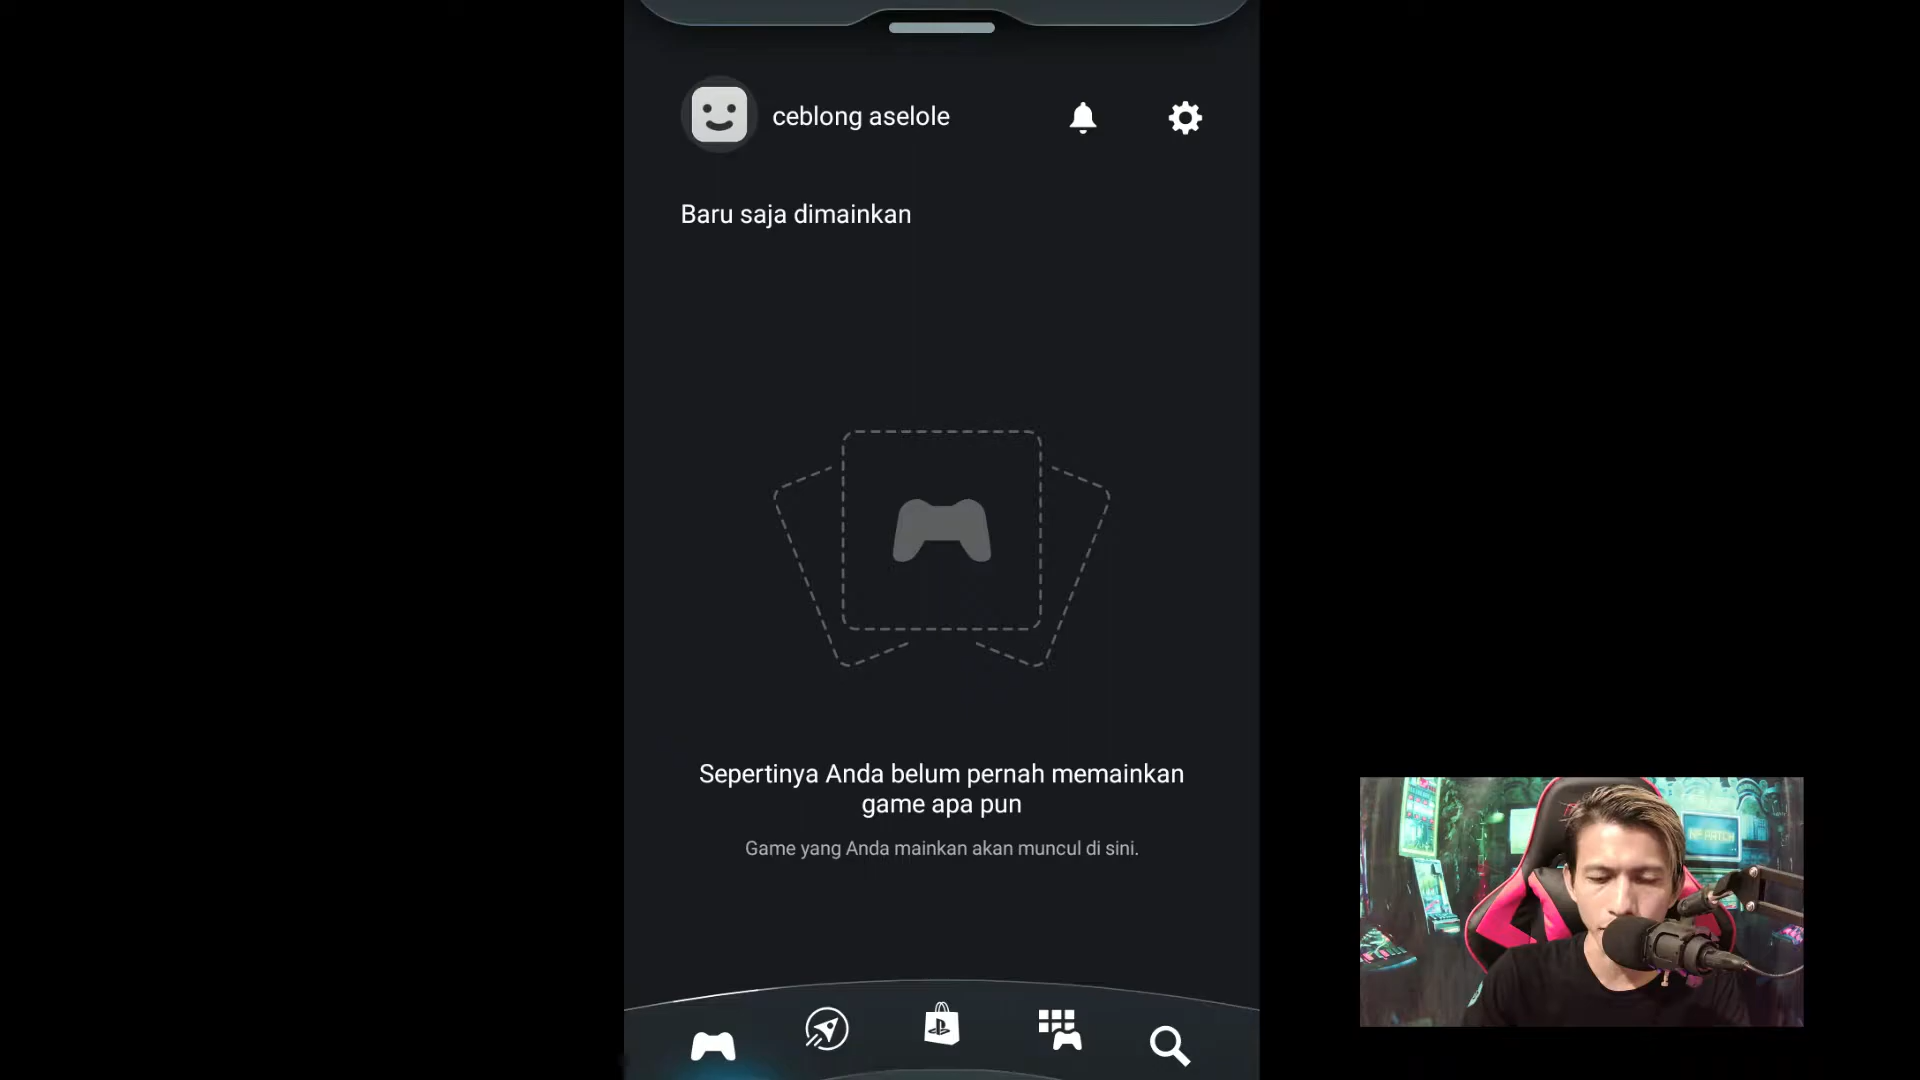 ceblong aselole
Baru saja dimainkan
Sepertinya Anda belum pernah memainkan
game apa pun
Game yang Anda mainkan akan muncul di sini.